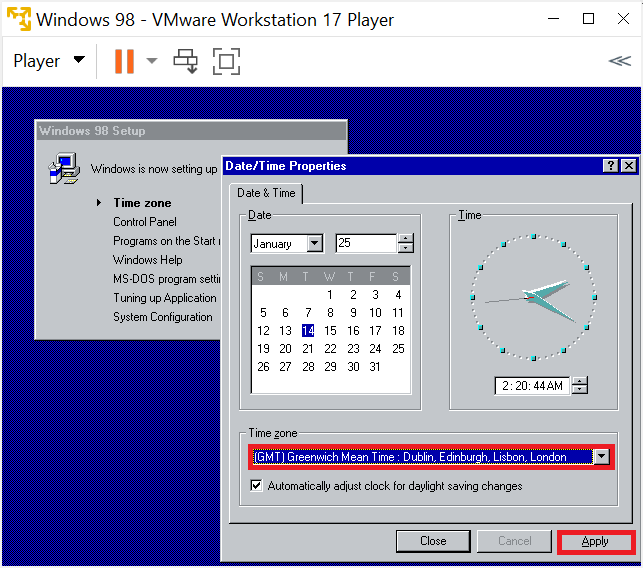 Windows 98 - VMware Workstation 17 Player
Player
Windows 98 Setup
Windows is now setting up
Time zone
Control Panel
Programs on the Start
Windows Help
MS-DOS program settin
Tuning up Application
System Configuration
Date/Time Properties
Date & Time
Date
January 25
S M T W T F S
1 2 3 4
5 6 7 8 9 10 11
12 13 14 15 16 17 18
19 20 21 22 23 24 25
26 27 28 29 30 31
Time
2:20:44AM
Time zone
(GMT) Greenwich Mean Time : Dublin, Edinburgh, Lisbon, London
Automatically adjust clock for daylight saving changes
Close Cancel Apply